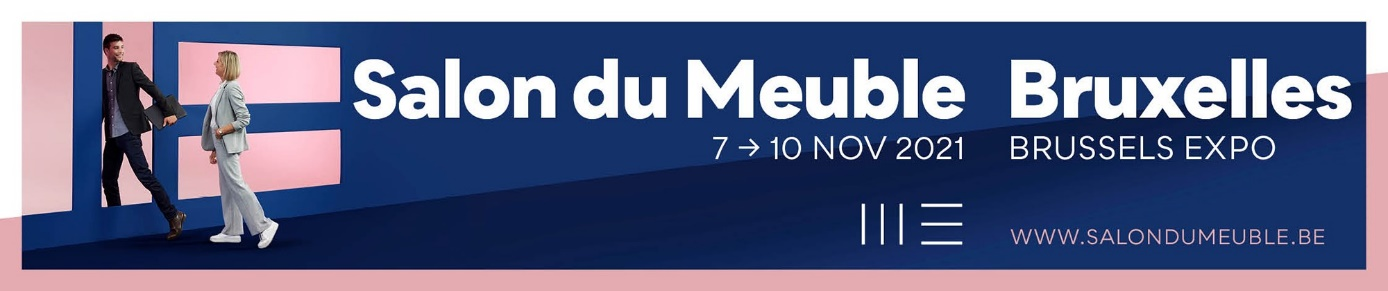 Salon du Meuble Bruxelles
7 → 10 NOV 2021 BRUSSELS EXPO
WWW.SALONDUMEUBLE.BE